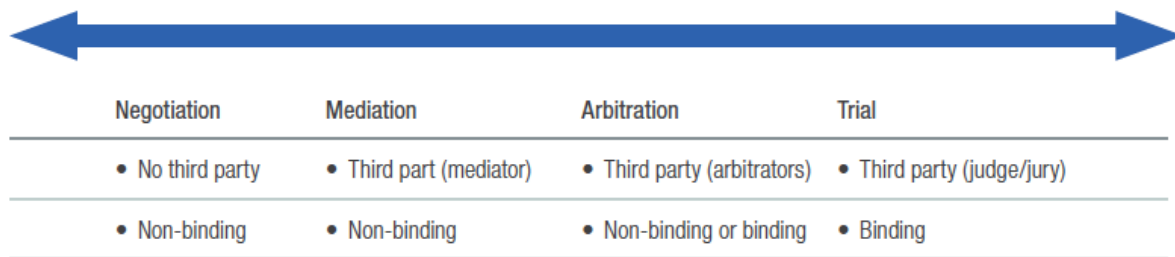 Negotiation Mediation Arbitration Trial
• No third party • Third part (mediator) • Third party (arbitrators) • Third party (judge/jury)
• Non-binding • Non-binding • Non-binding or binding • Binding